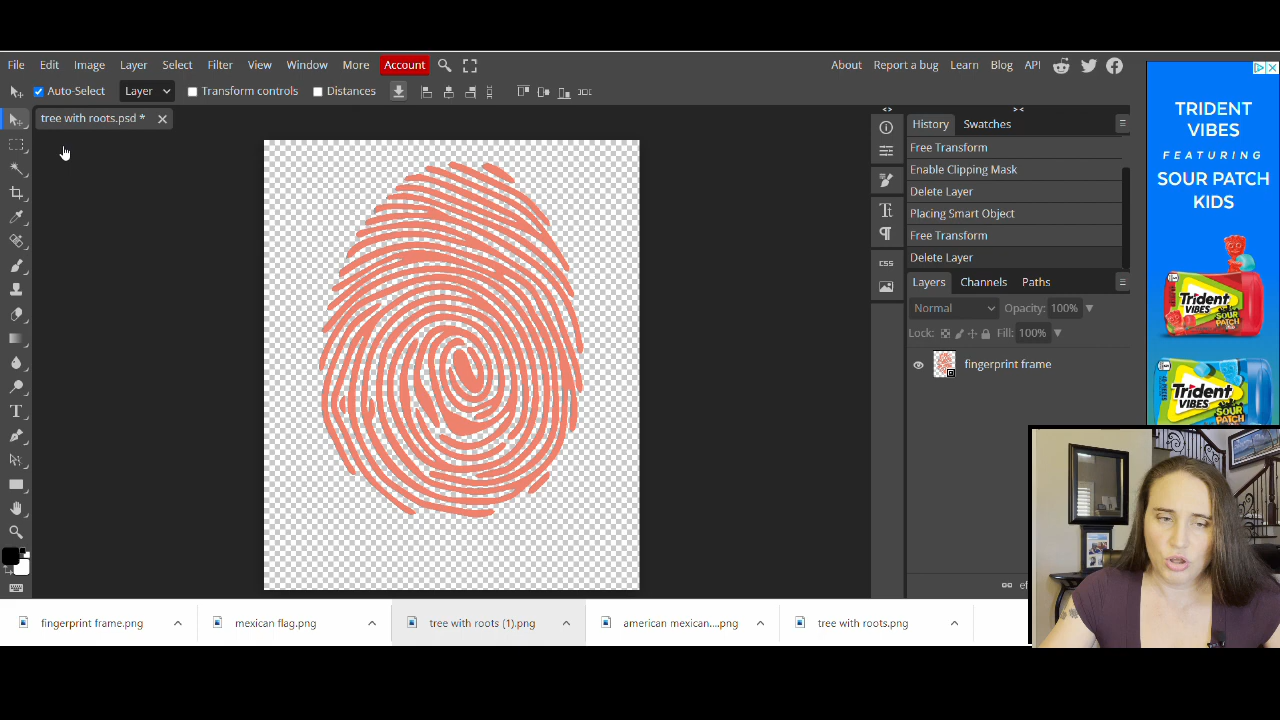 File Edit Image Layer Select Filter View Window More Account
About Report a bug Learn Blog API
Auto-Select Layer Transform controls Distances
tree with roots.psd *
History Swatches
Free Transform
Enable Clipping Mask
Delete Layer
Placing Smart Object
Free Transform
Delete Layer
CSS
Layers Channels Paths
Normal Opacity: 100%
Lock: Fill: 100%
fingerprint frame
TRIDENT
VIBES
FEATURING
SOUR PATCH
KIDS
Trident
VIBES
SOUR
PATCH
Trident
VIBES
fingerprint frame.png
mexican flag.png
tree with roots (1).png
american mexican....png
tree with roots.png